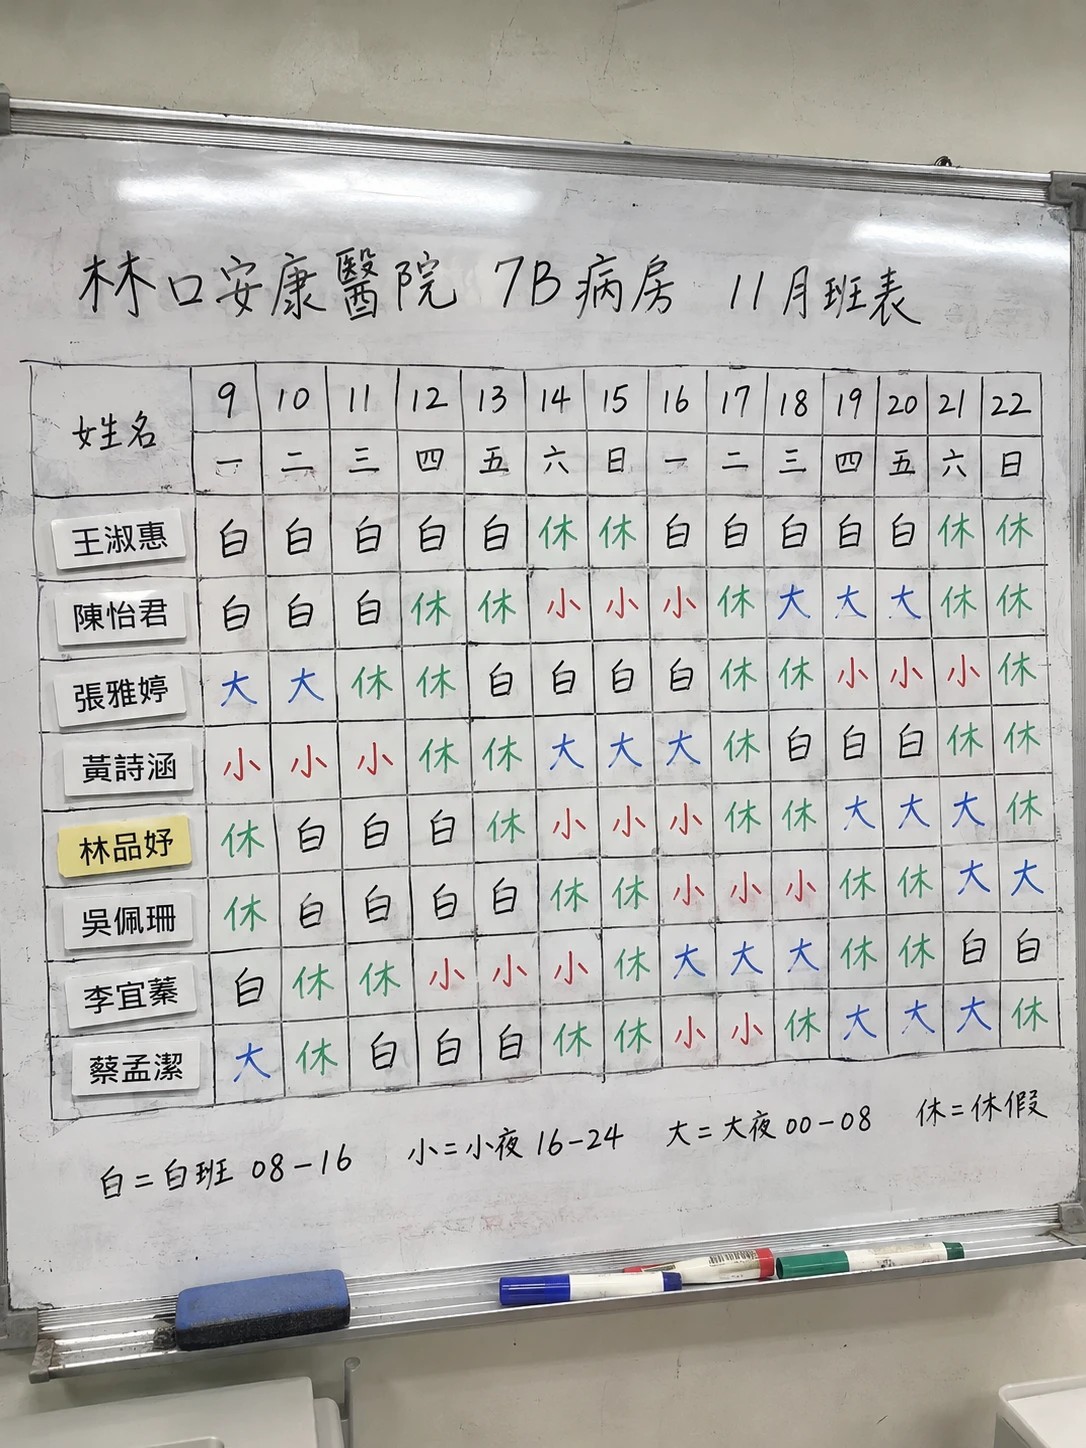 林口安康醫院 7B病房 11月班表
姓名 9 10 11 12 13 14 15 16 17 18 19 20 21 22
一 二 三 四 五 六 日 一 二 三 四 五 六 日
王淑惠 白 白 白 白 白 休 休 白 白 白 白 白 休 休
陳怡君 白 白 白 休 休 小 小 小 休 大 大 大 休 休
張雅婷 大 大 休 休 白 白 白 白 休 休 小 小 小 休
黃詩涵 小 小 小 休 休 大 大 大 休 白 白 白 休 休
林品妤 休 白 白 白 休 小 小 小 休 休 大 大 大 休
吳佩珊 休 白 白 白 白 休 休 小 小 小 休 休 大 大
李宜蓁 白 休 休 小 小 小 休 大 大 大 休 休 白 白
蔡孟潔 大 休 白 白 白 休 休 小 小 休 大 大 大 休
白=白班 08-16 小=小夜 16-24 大=大夜 00-08 休=休假